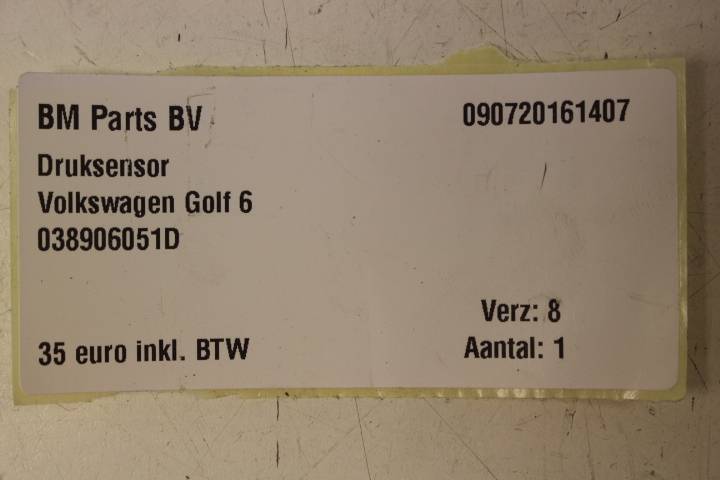 BM Parts BV 090720161407
Druksensor
Volkswagen Golf 6
038906051D
Verz: 8
35 euro inkl. BTW Aantal: 1